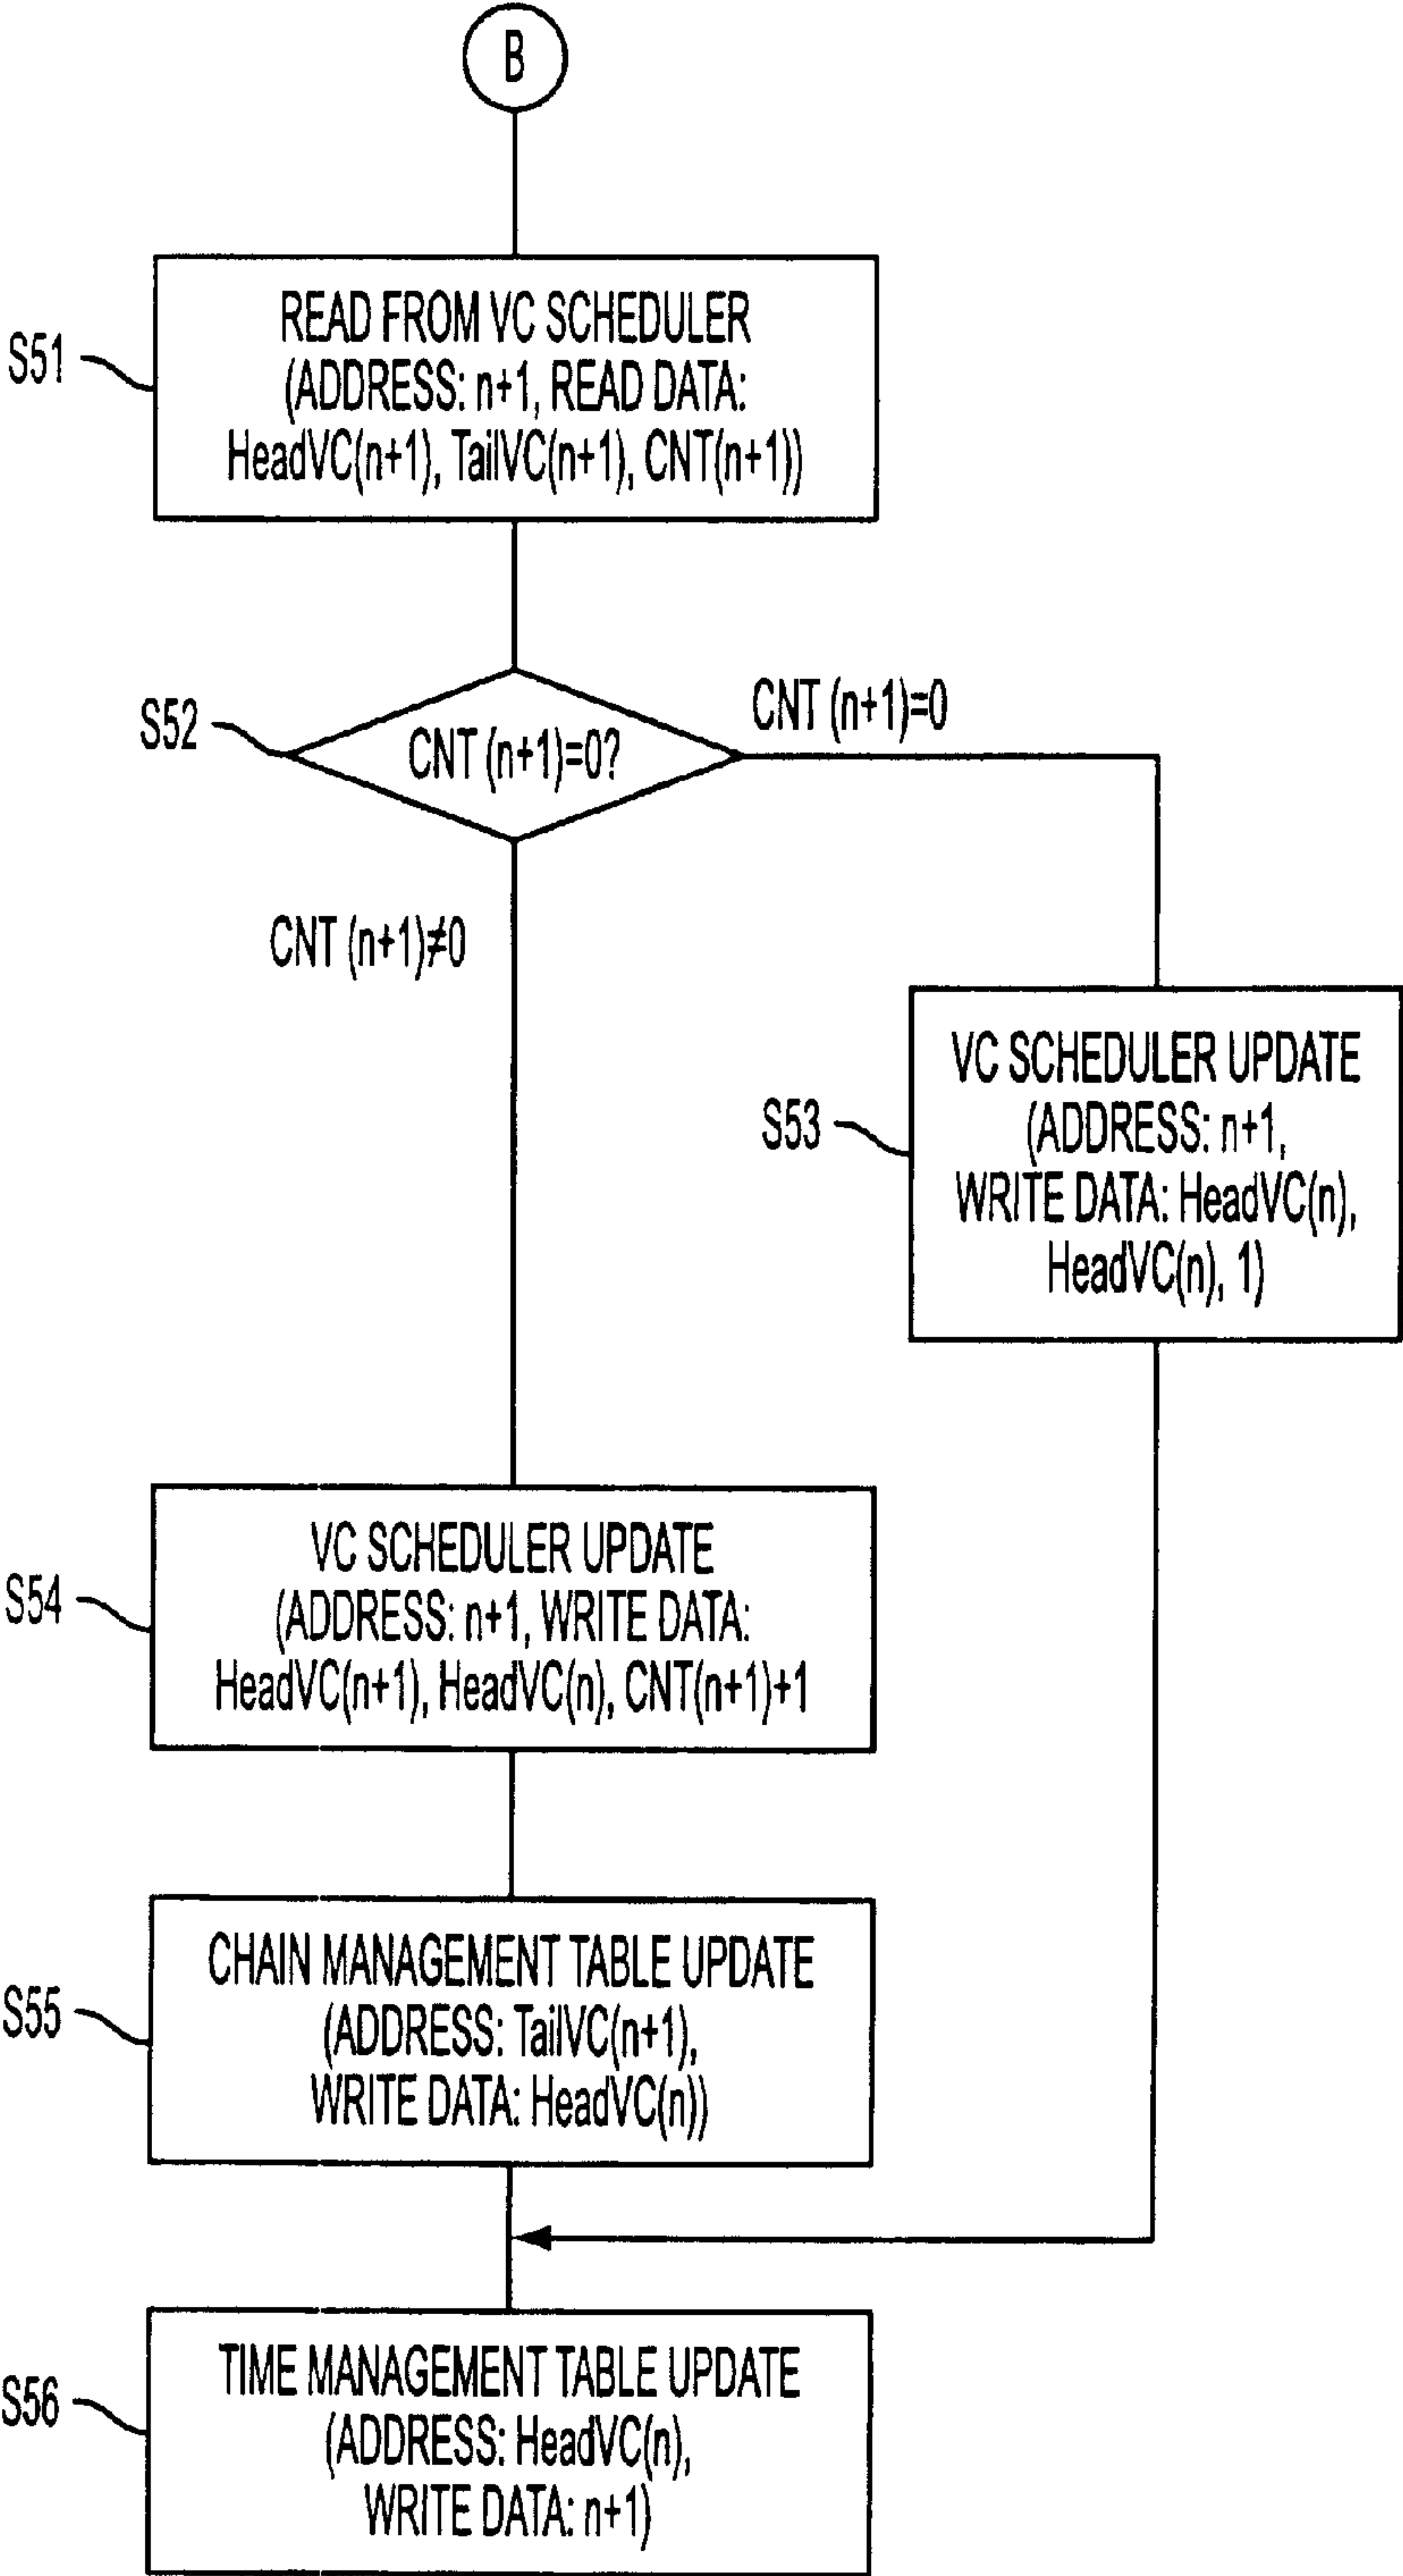 B
S51
READ FROM VC SCHEDULER
(ADDRESS: n+1, READ DATA:
HeadVC(n+1), TailVC(n+1), CNT(n+1))
S52
CNT (n+1)=0?
CNT (n+1)=0
CNT (n+1)≠0
S53
VC SCHEDULER UPDATE
(ADDRESS: n+1,
WRITE DATA: HeadVC(n),
HeadVC(n), 1)
S54
VC SCHEDULER UPDATE
(ADDRESS: n+1, WRITE DATA:
HeadVC(n+1), HeadVC(n), CNT(n+1)+1
S55
CHAIN MANAGEMENT TABLE UPDATE
(ADDRESS: TailVC(n+1),
WRITE DATA: HeadVC(n))
S56
TIME MANAGEMENT TABLE UPDATE
(ADDRESS: HeadVC(n),
WRITE DATA: n+1)